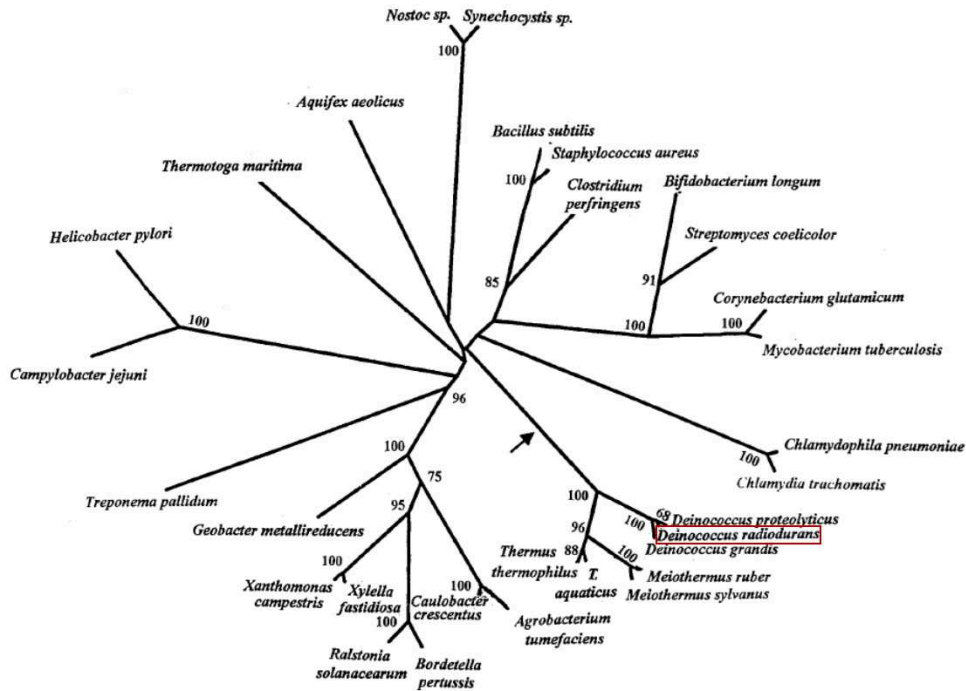 Nostoc sp. Synechocystis sp.
100
Aquifex aeolicus
Bacillus subtilis
Staphylococcus aureus
Thermotoga maritima
100
Clostridium
perfringens
Bifidobacterium longum
Helicobacter pylori
Streptomyces coelicolor
85
91
Corynebacterium glutamicum
100
100
100
Mycobacterium tuberculosis
Campylobacter jejuni
96
Chlamydophila pneumoniae
100
100
Chlamydia trachomatis
75
Treponema pallidum
100
95
68
Deinococcus proteolyticus
Geobacter metallireducens
100
Deinococcus radiodurans
96
Deinococcus grandis
88
Thermus
thermophilus
100
100
Meiothermus ruber
T.
aquaticus
Meiothermus sylvanus
Xanthomonas
campestris
Xylella
fastidiosa
100
Caulobacter
crescentus
Agrobacterium
tumefaciens
100
Ralstonia
solanacearum
Bordetella
pertussis